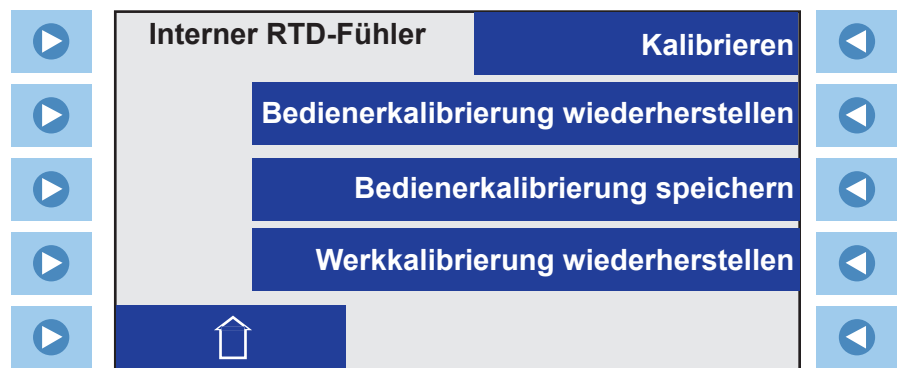 Interner RTD-Fühler
Kalibrieren
Bedienerkalibrierung wiederherstellen
Bedienerkalibrierung speichern
Werkkalibrierung wiederherstellen